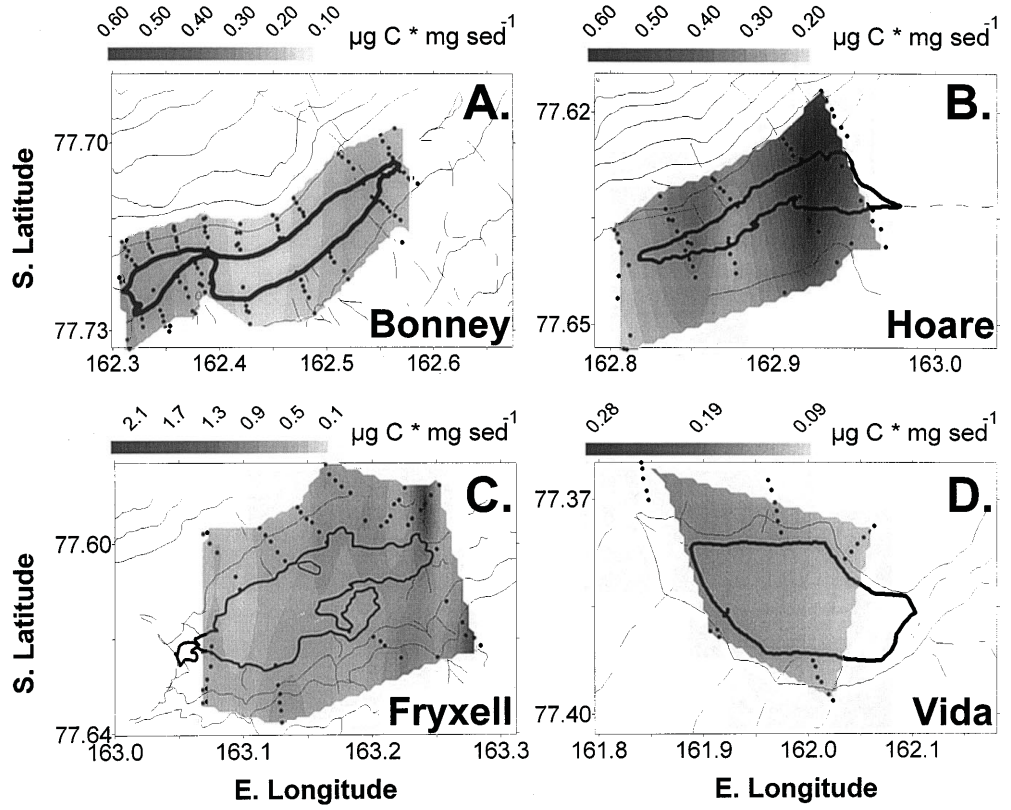 0.60 0.50 0.40 0.30 0.20 0.10 µg C * mg sed-1
A.
77.70
77.73
S. Latitude
Bonney
162.3 162.4 162.5 162.6
0.60 0.50 0.40 0.30 0.20 µg C * mg sed-1
B.
77.62
77.65
Hoare
162.8 162.9 163.0
2.1 1.7 1.3 0.9 0.5 0.1 µg C * mg sed-1
C.
77.60
77.64
S. Latitude
Fryxell
163.0 163.1 163.2 163.3
E. Longitude
0.28 0.19 0.09 µg C * mg sed-1
D.
77.37
77.40
Vida
161.8 161.9 162.0 162.1
E. Longitude